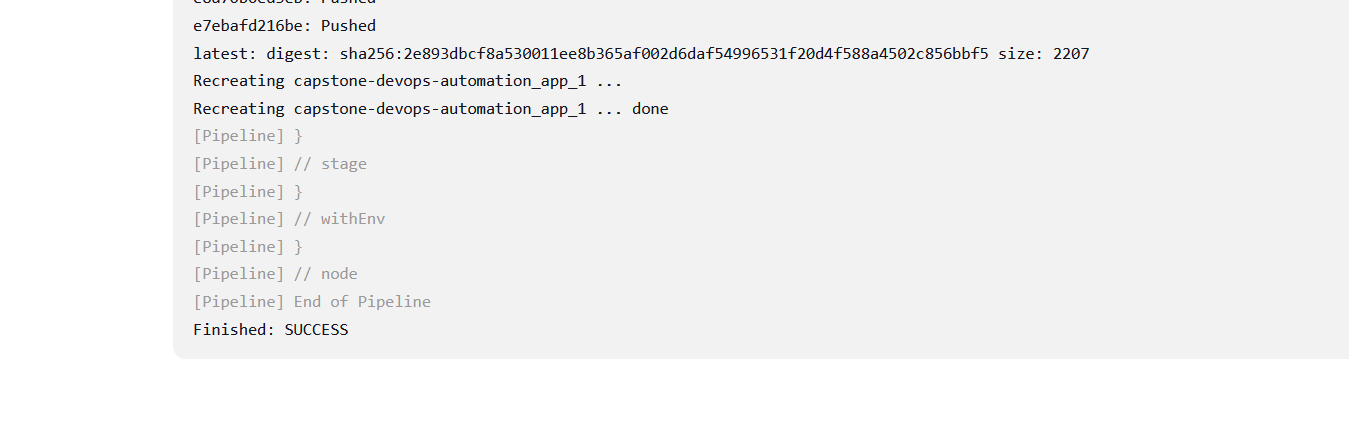 e7ebafd216be: Pushed
latest: digest: sha256:2e893dbcf8a530011ee8b365af002d6daf54996531f20d4f588a4502c856bbf5 size: 2207
Recreating capstone-devops-automation_app_1 ...
Recreating capstone-devops-automation_app_1 ... done
[Pipeline] }
[Pipeline] // stage
[Pipeline] }
[Pipeline] // withEnv
[Pipeline] }
[Pipeline] // node
[Pipeline] End of Pipeline
Finished: SUCCESS